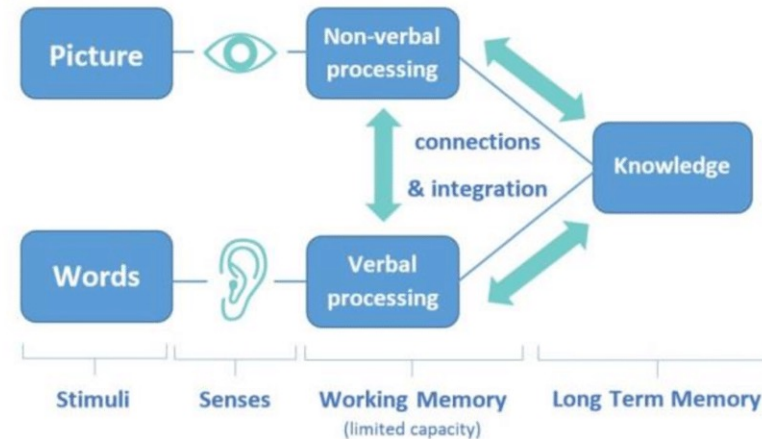 Picture
Non-verbal
processing
connections
& integration
Knowledge
Words
Verbal
processing
Stimuli
Senses
Working Memory
(limited capacity)
Long Term Memory